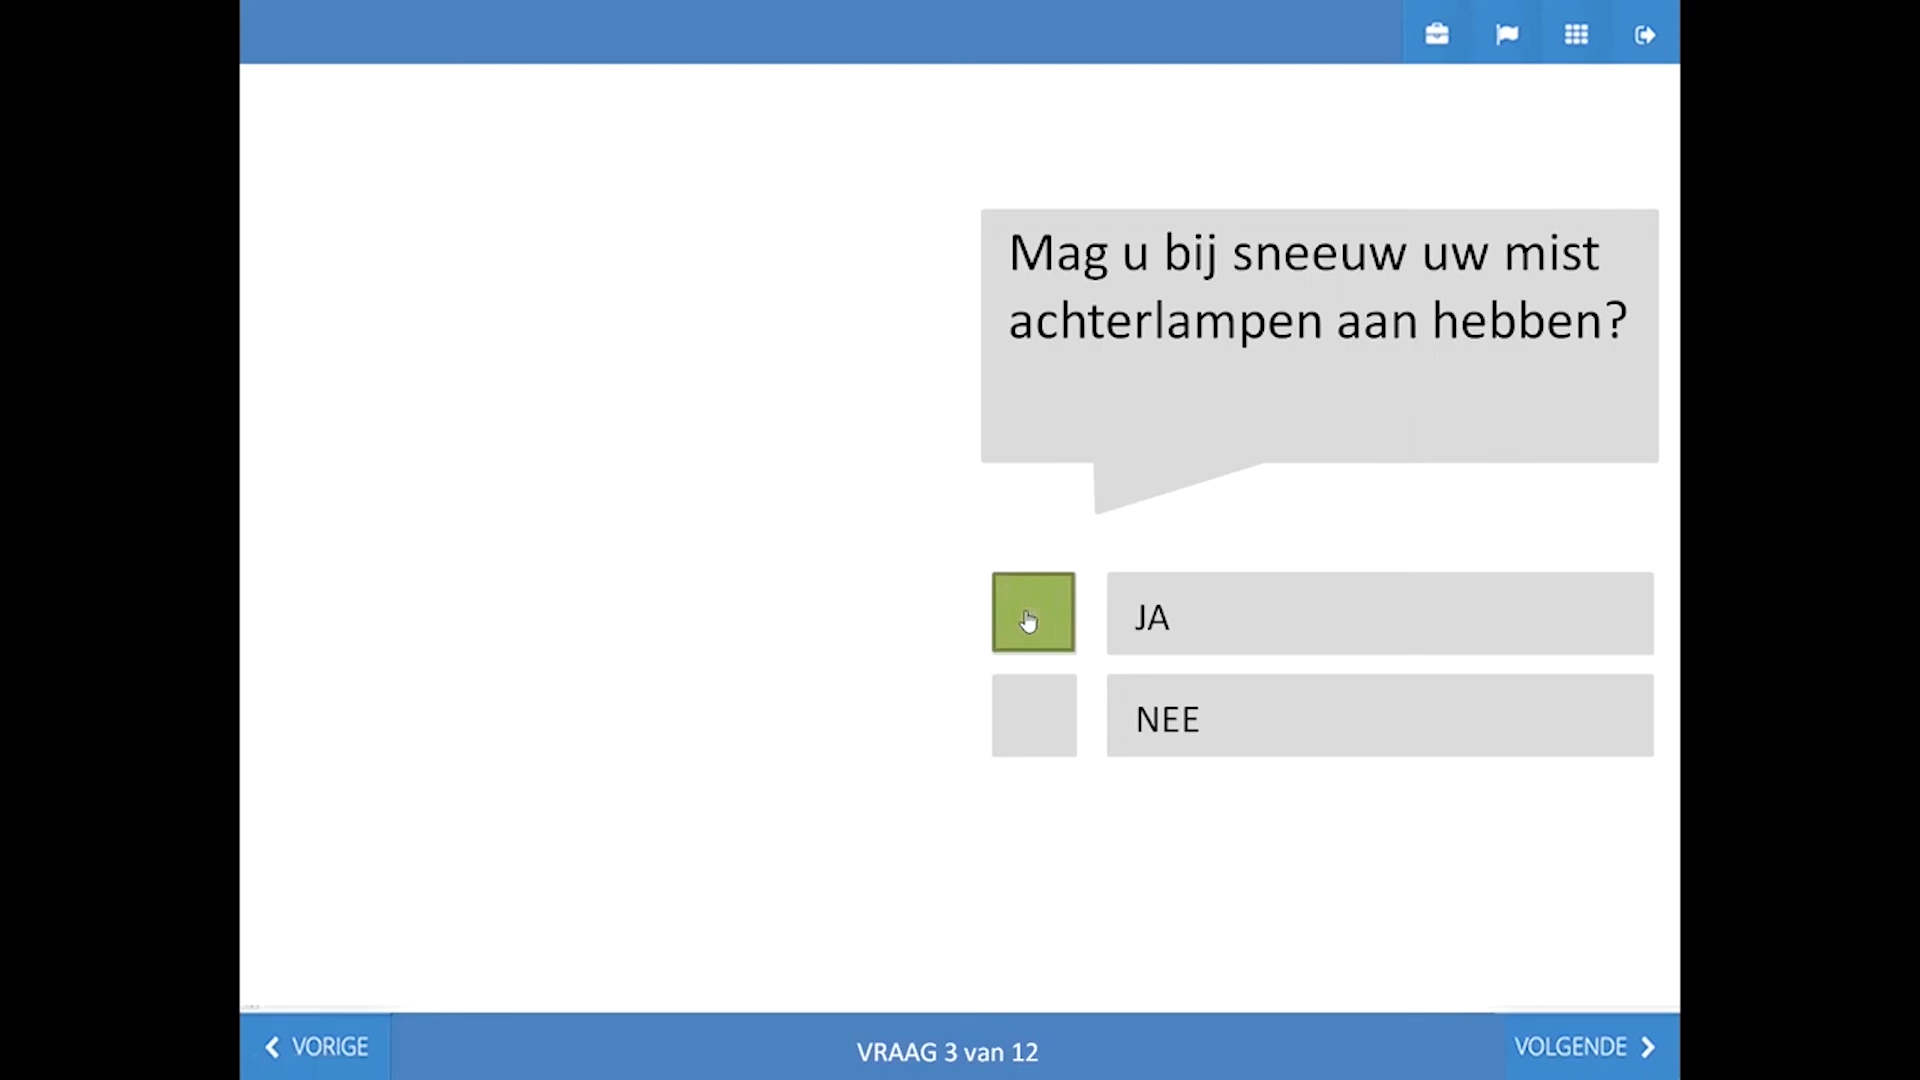 Mag u bij sneeuw uw mist
achterlampen aan hebben?
JA
NEE
VORIGE
VRAAG 3 van 12
VOLGENDE